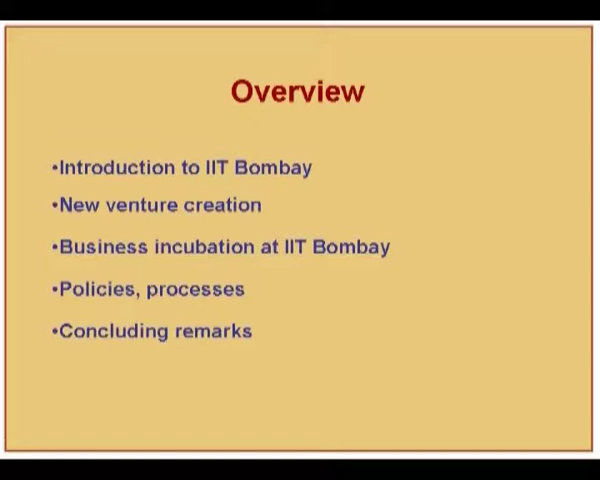 Overview
•Introduction to IIT Bombay
•New venture creation
•Business incubation at IIT Bombay
•Policies, processes
•Concluding remarks